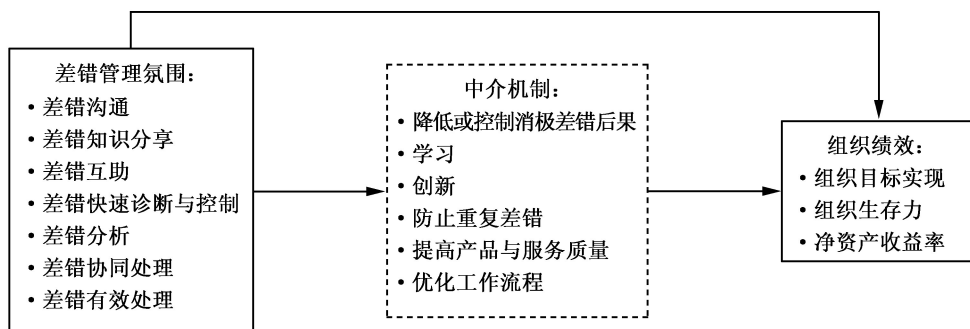 差错管理氛围：
·差错沟通
·差错知识分享
·差错互助
·差错快速诊断与控制
·差错分析
·差错协同处理
·差错有效处理
中介机制：
·降低或控制消极差错后果
·学习
·创新
·防止重复差错
·提高产品与服务质量
·优化工作流程
组织绩效：
·组织目标实现
·组织生存力
·净资产收益率